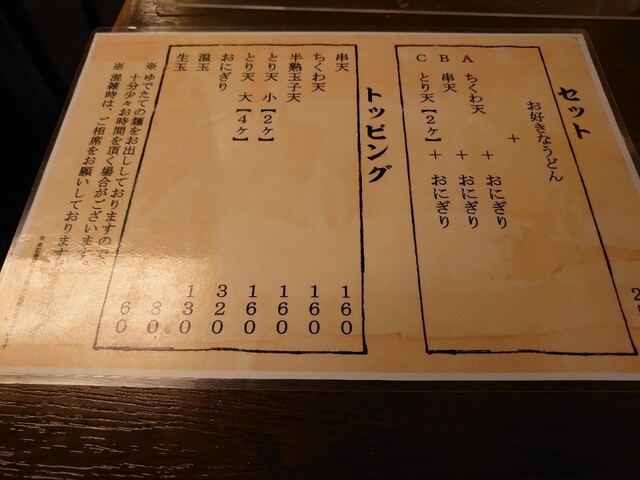 セット
お好きなうどん
＋
A ちくわ天 ＋ おにぎり
B 串天 ＋ おにぎり
C とり天【2ヶ】＋ おにぎり
トッピング
串天 160
ちくわ天 160
半熟玉子天 160
とり天 小【2ヶ】 160
とり天 大【4ヶ】 320
おにぎり 130
温玉 80
生玉 60
※ゆでたての麺をお出ししておりますので、
十分少々お時間を頂く場合がございます。
※混雑時は、ご相席をお願いしております。